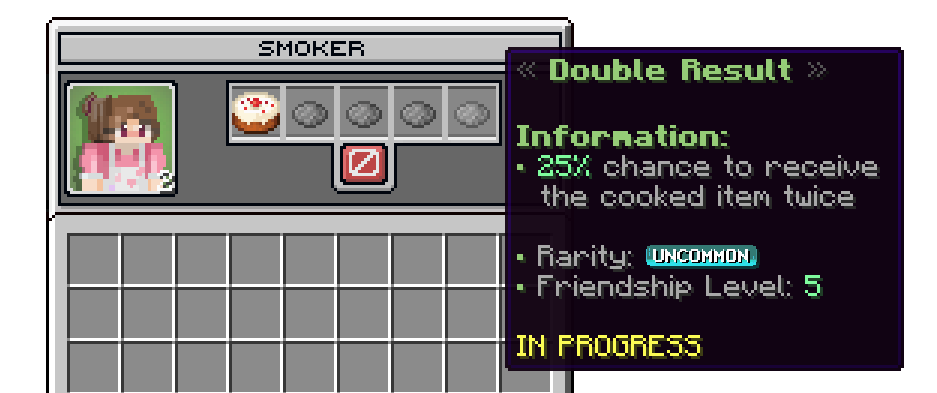 SMOKER
« Double Result »
Information:
• 25% chance to receive
the cooked item twice
• Rarity: UNCOMMON
• Friendship Level: 5
IN PROGRESS
2